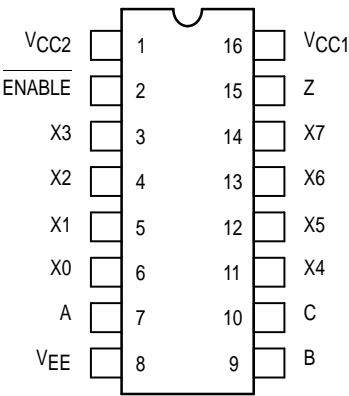 VCC2 1 16 VCC1
ENABLE 2 15 Z
X3 3 14 X7
X2 4 13 X6
X1 5 12 X5
X0 6 11 X4
A 7 10 C
VEE 8 9 B